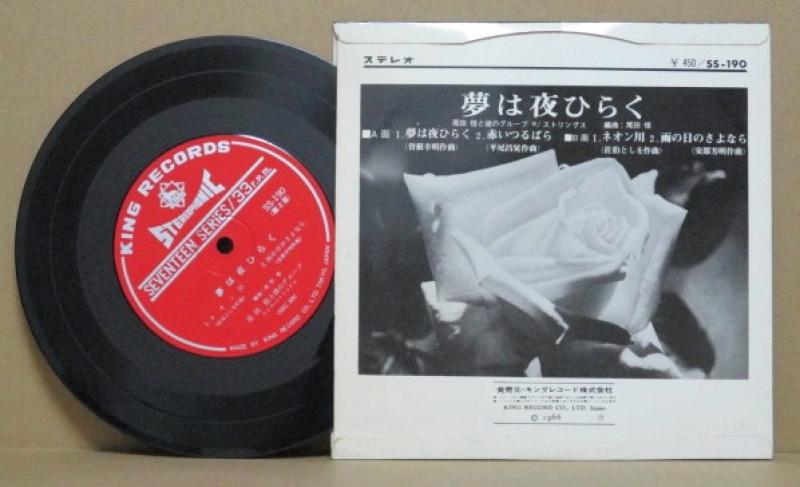 KING RECORDS
STEREOPHONIC
SEVENTEEN SERIES/33 r.p.m.
SS-190
(第2面)
夢は夜ひらく
MADE BY KING RECORD CO., LTD TOKYO, JAPAN
ステレオ
¥ 450/SS-190
夢は夜ひらく
尾田 悟と彼のグループ
ストリングス
編曲:尾田 悟
A面 1. 夢は夜ひらく 2. 赤いつるばら
(曽根幸明作曲)
(平尾昌晃作曲)
B面 1. ネオン川 2. 雨の日のさよなら
(佐伯としを作曲)
(安部芳明作曲)
発売元・キングレコード株式会社
KING RECORD CO., LTD. Japan
© 1966